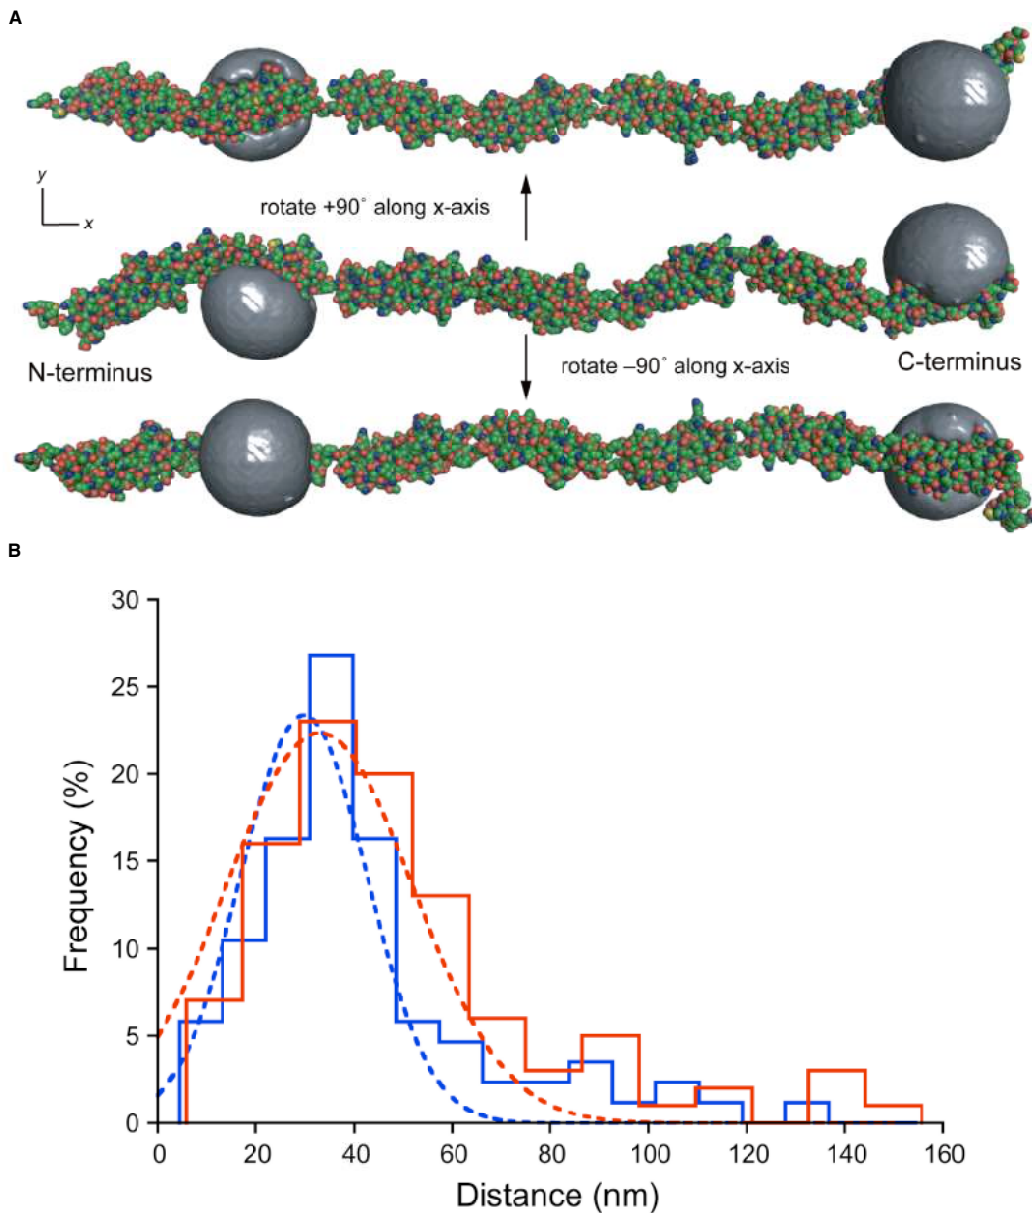 A
y
x
rotate +90˚ along x-axis
N-terminus
C-terminus
rotate –90˚ along x-axis
B
30
25
20
15
10
5
0
Frequency (%)
0 20 40 60 80 100 120 140 160
Distance (nm)